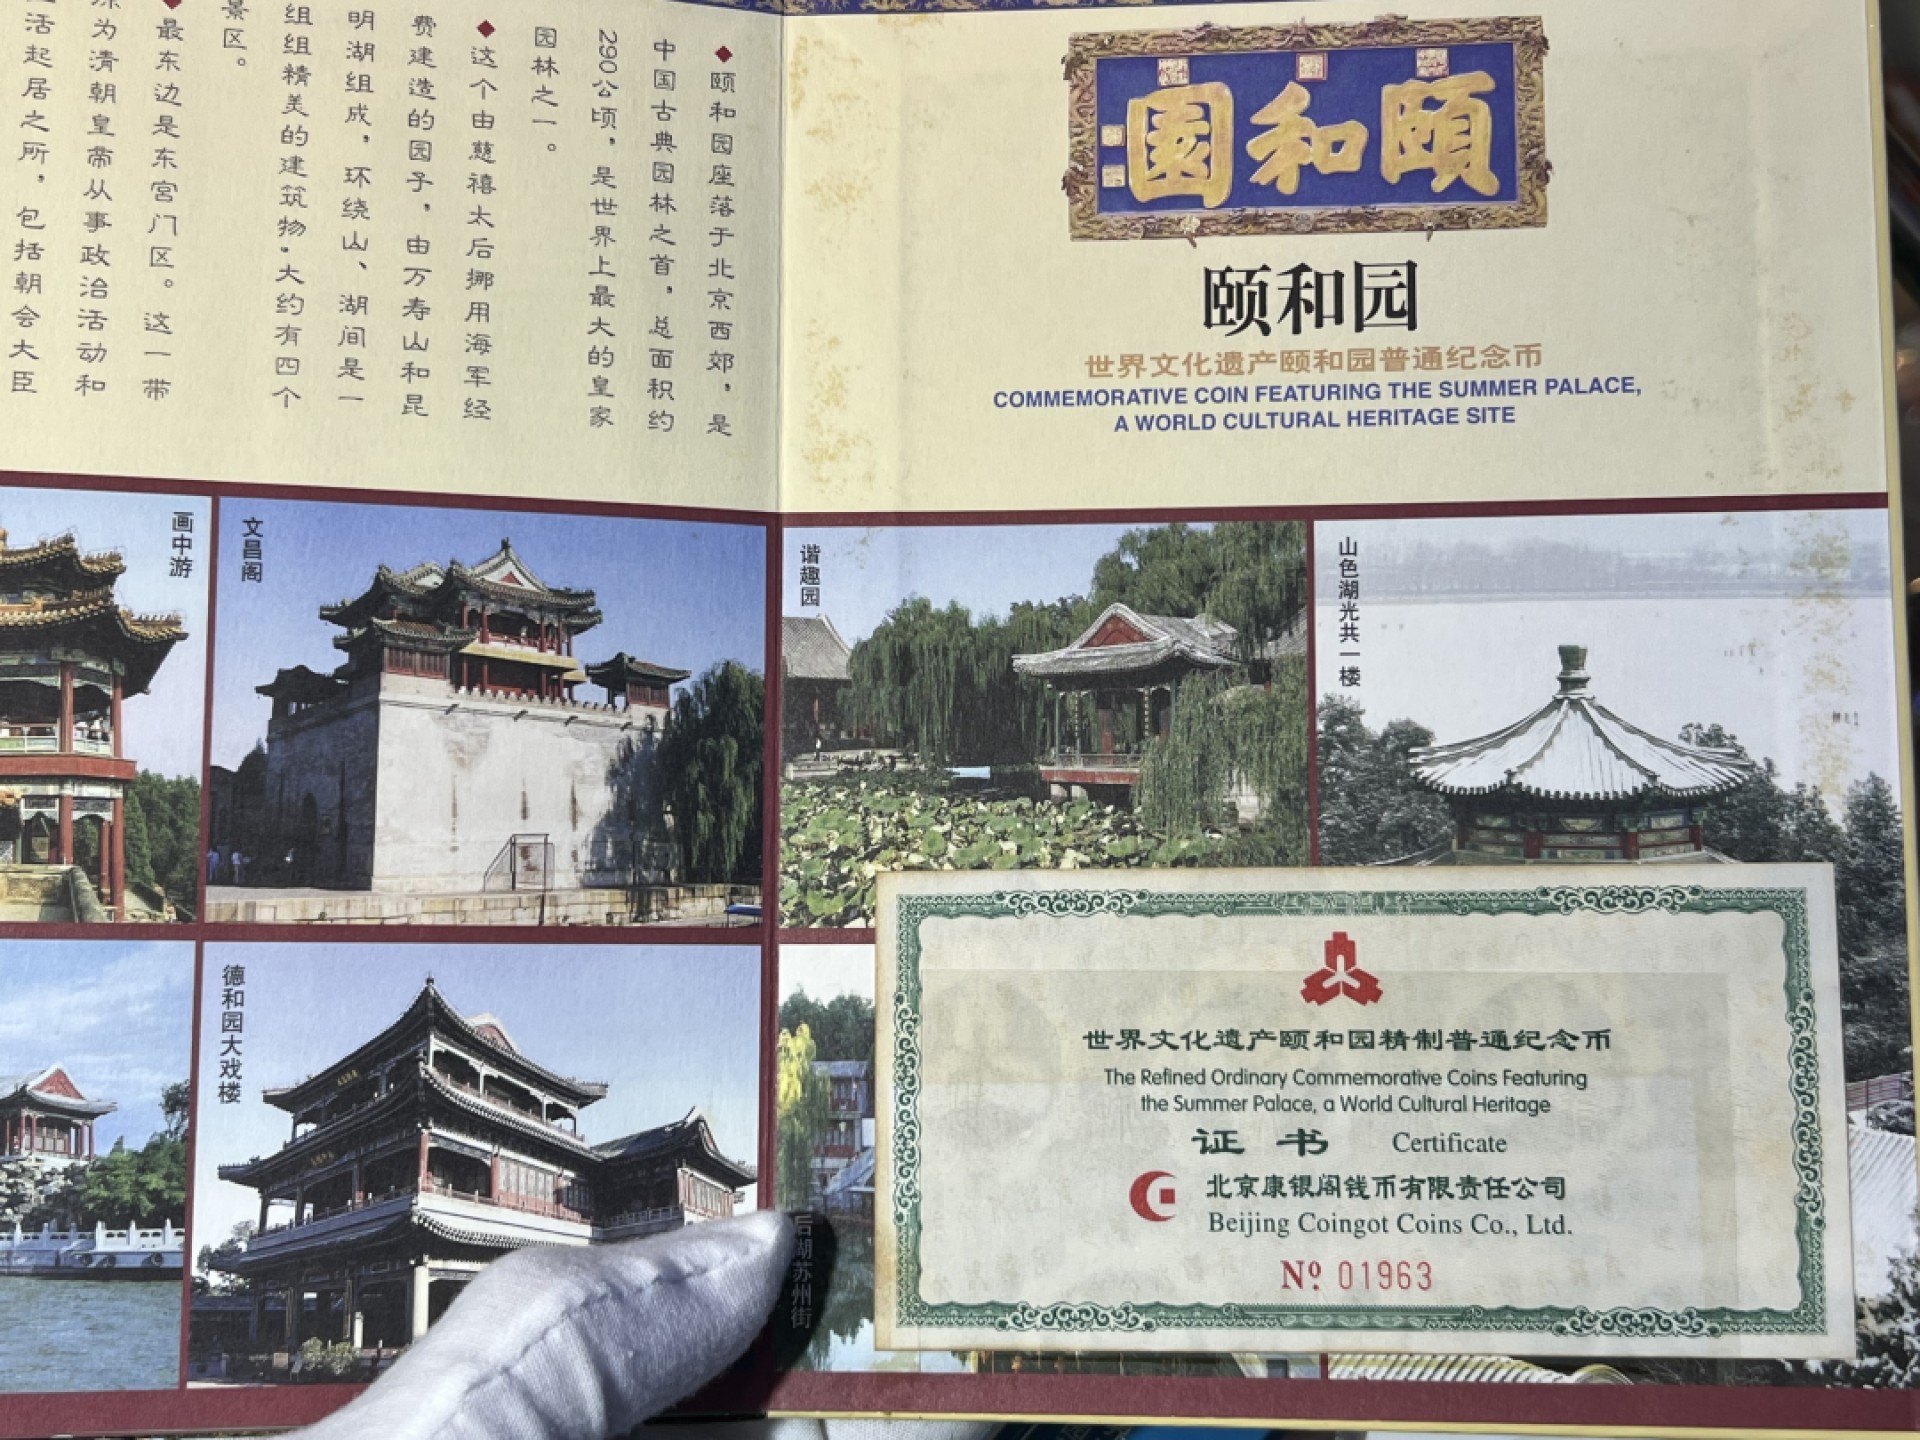 颐和园
颐和园
世界文化遗产颐和园普通纪念币
COMMEMORATIVE COIN FEATURING THE SUMMER PALACE,
A WORLD CULTURAL HERITAGE SITE
◆颐和园座落于北京西郊，是
中国古典园林之首，总面积约
290公顷，是世界上最大的皇家
园林之一。
◆这个由慈禧太后挪用海军经
费建造的园子，由万寿山和昆
明湖组成，环绕山、湖间是一
组组精美的建筑物.大约有四个
景区。
◆最东边是东宫门区。这一带
为清朝皇帝从事政治活动和
活起居之所，包括朝会大臣
画中游
文昌阁
谐趣园
山色湖光共一楼
德和园大戏楼
后湖苏州街
世界文化遗产颐和园精制普通纪念币
The Refined Ordinary Commemorative Coins Featuring
the Summer Palace, a World Cultural Heritage
证书 Certificate
北京康银阁钱币有限责任公司
Beijing Coingot Coins Co., Ltd.
Nº 01963